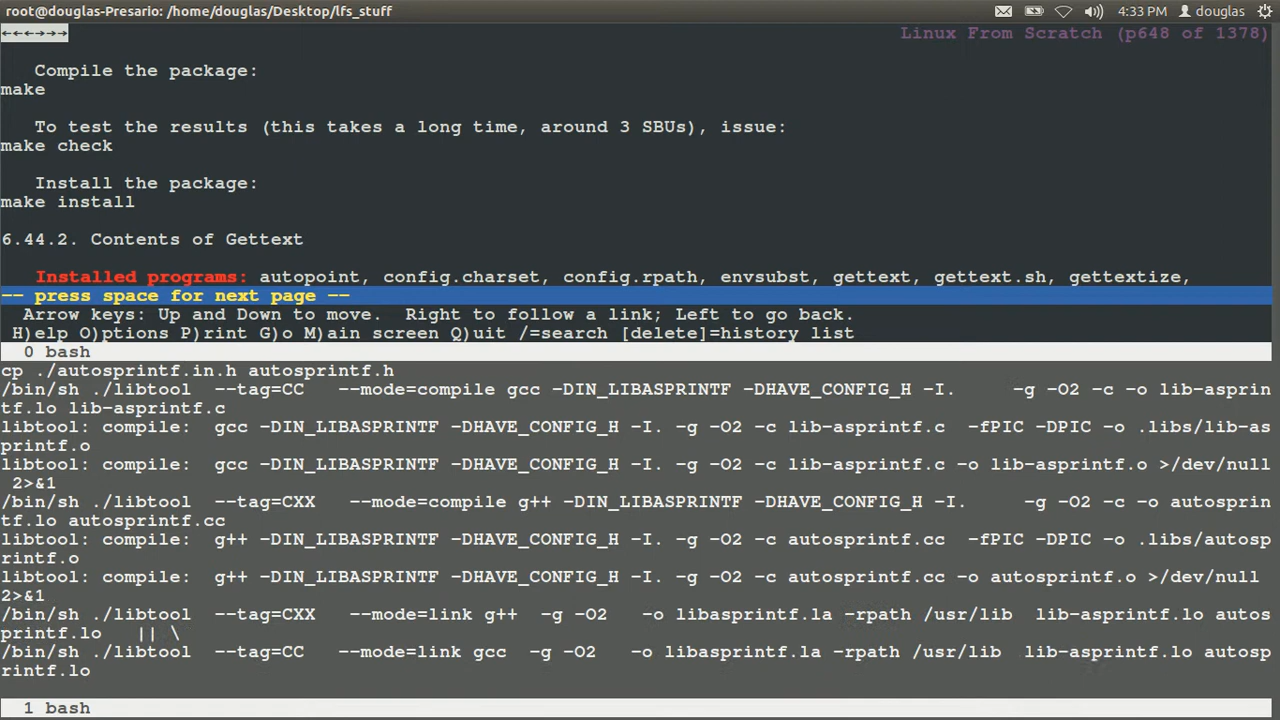 root@douglas-Presario: /home/douglas/Desktop/lfs_stuff 4:33 PM douglas
←←←→→→ Linux From Scratch (p648 of 1378)
Compile the package:
make
To test the results (this takes a long time, around 3 SBUs), issue:
make check
Install the package:
make install
6.44.2. Contents of Gettext
Installed programs: autopoint, config.charset, config.rpath, envsubst, gettext, gettext.sh, gettextize,
-- press space for next page --
Arrow keys: Up and Down to move. Right to follow a link; Left to go back.
H)elp O)ptions P)rint G)o M)ain screen Q)uit /=search [delete]=history list
0 bash
cp ./autosprintf.in.h autosprintf.h
/bin/sh ./libtool --tag=CC --mode=compile gcc -DIN_LIBASPRINTF -DHAVE_CONFIG_H -I. -g -O2 -c -o lib-asprin
tf.lo lib-asprintf.c
libtool: compile: gcc -DIN_LIBASPRINTF -DHAVE_CONFIG_H -I. -g -O2 -c lib-asprintf.c -fPIC -DPIC -o .libs/lib-as
printf.o
libtool: compile: gcc -DIN_LIBASPRINTF -DHAVE_CONFIG_H -I. -g -O2 -c lib-asprintf.c -o lib-asprintf.o >/dev/null
2>&1
/bin/sh ./libtool --tag=CXX --mode=compile g++ -DIN_LIBASPRINTF -DHAVE_CONFIG_H -I. -g -O2 -c -o autosprin
tf.lo autosprintf.cc
libtool: compile: g++ -DIN_LIBASPRINTF -DHAVE_CONFIG_H -I. -g -O2 -c autosprintf.cc -fPIC -DPIC -o .libs/autosp
rintf.o
libtool: compile: g++ -DIN_LIBASPRINTF -DHAVE_CONFIG_H -I. -g -O2 -c autosprintf.cc -o autosprintf.o >/dev/null
2>&1
/bin/sh ./libtool --tag=CXX --mode=link g++ -g -O2 -o libasprintf.la -rpath /usr/lib lib-asprintf.lo autos
printf.lo || \
/bin/sh ./libtool --tag=CC --mode=link gcc -g -O2 -o libasprintf.la -rpath /usr/lib lib-asprintf.lo autosp
rintf.lo
1 bash